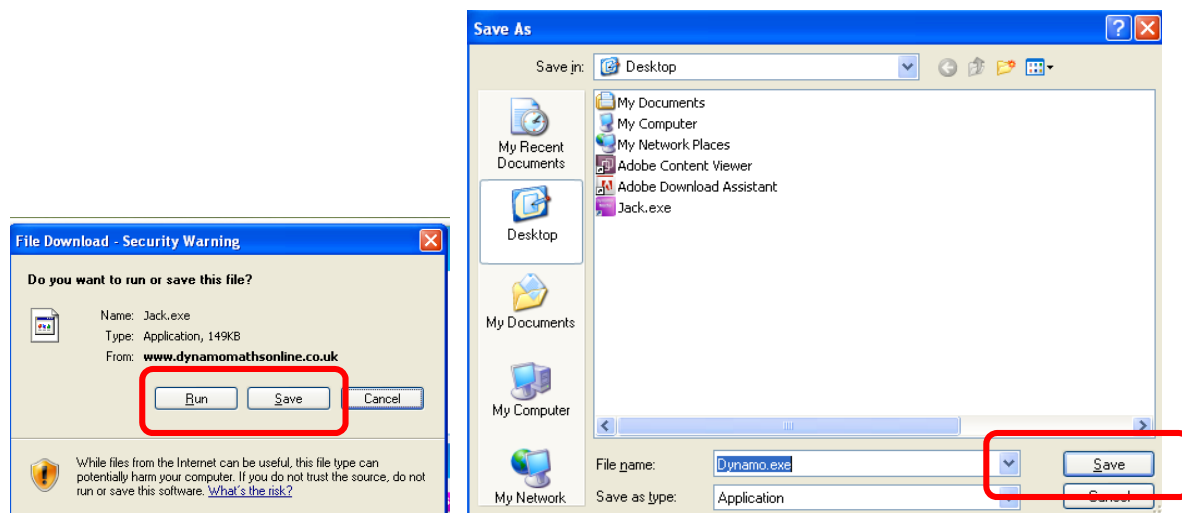 File Download - Security Warning
Do you want to run or save this file?
Name: Jack.exe
Type: Application, 149KB
From: www.dynamomathsonline.co.uk
Run Save Cancel
While files from the Internet can be useful, this file type can
potentially harm your computer. If you do not trust the source, do not
run or save this software. What's the risk?
Save As
Save in: Desktop
My Recent
Documents
Desktop
My Documents
My Computer
My Network
My Documents
My Computer
My Network Places
Adobe Content Viewer
Adobe Download Assistant
Jack.exe
File name: Dynamo.exe Save
Save as type: Application Cancel